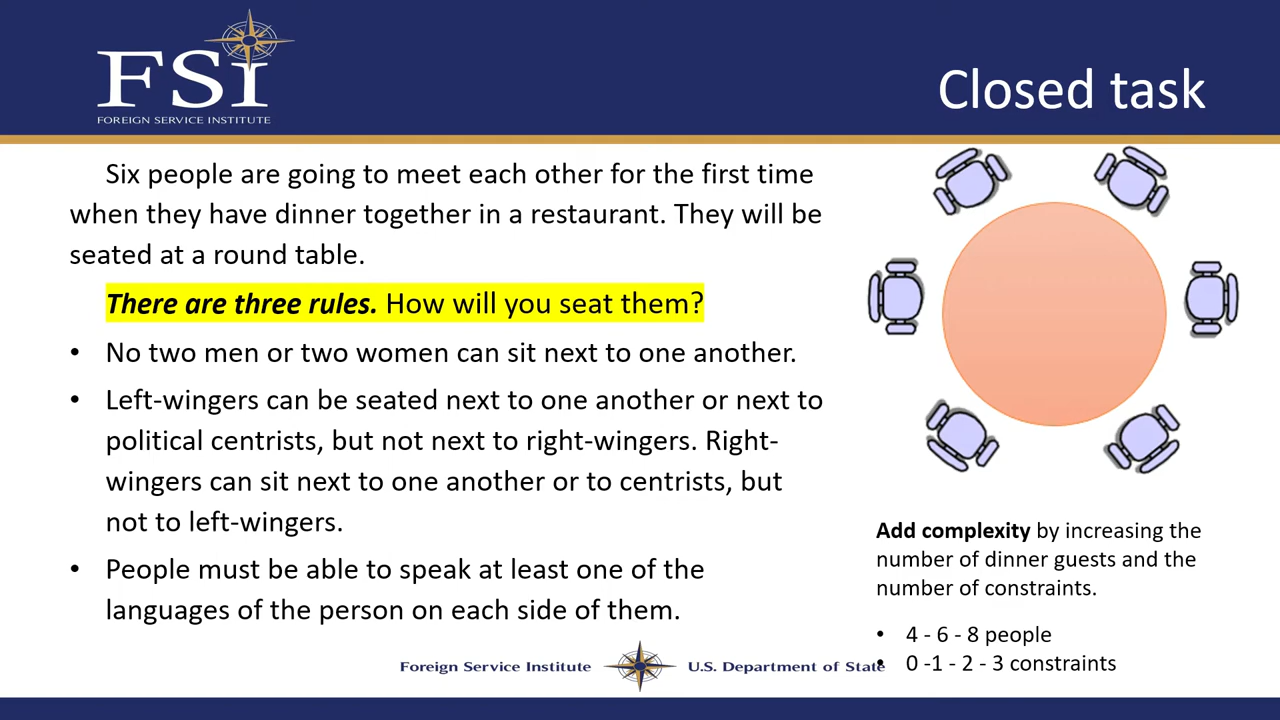 FSI
FOREIGN SERVICE INSTITUTE
Closed task
Six people are going to meet each other for the first time
when they have dinner together in a restaurant. They will be
seated at a round table.
There are three rules. How will you seat them?
• No two men or two women can sit next to one another.
• Left-wingers can be seated next to one another or next to
political centrists, but not next to right-wingers. Right-
wingers can sit next to one another or to centrists, but
not to left-wingers.
• People must be able to speak at least one of the
languages of the person on each side of them.
Add complexity by increasing the
number of dinner guests and the
number of constraints.
• 4 - 6 - 8 people
• 0 -1 - 2 - 3 constraints
Foreign Service Institute U.S. Department of State